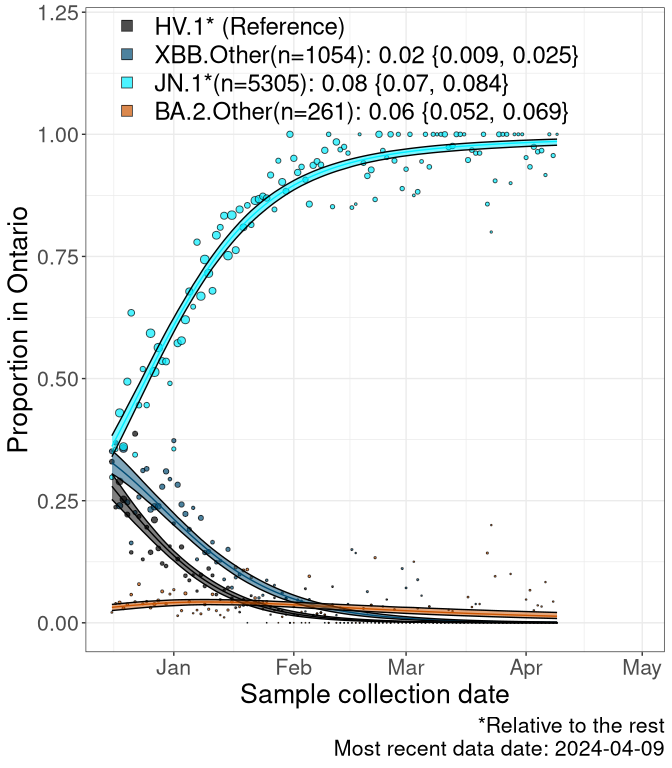 HV.1* (Reference)
XBB.Other(n=1054): 0.02 {0.009, 0.025}
JN.1*(n=5305): 0.08 {0.07, 0.084}
BA.2.Other(n=261): 0.06 {0.052, 0.069}
Proportion in Ontario
1.25
1.00
0.75
0.50
0.25
0.00
Jan Feb Mar Apr May
Sample collection date
*Relative to the rest
Most recent data date: 2024-04-09